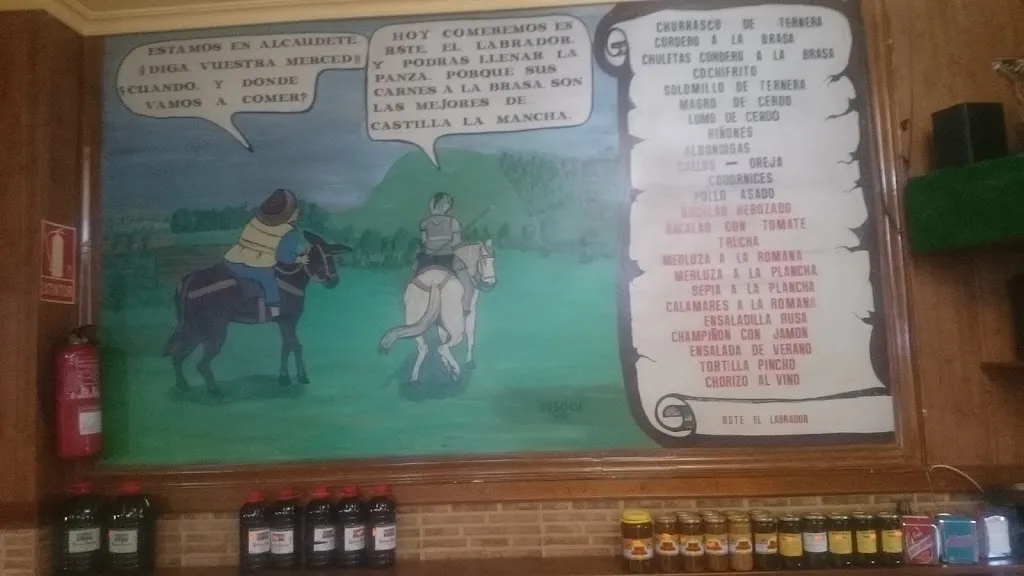 ESTAMOS EN ALCAUDETE
¡¡DIGA VUESTRA MERCED!!
¿CUANDO, Y DONDE
VAMOS A COMER?
HOY COMEREMOS EN
RSTE. EL LABRADOR.
Y PODRAS LLENAR LA
PANZA. PORQUE SUS
CARNES A LA BRASA SON
LAS MEJORES DE
CASTILLA LA MANCHA.
CHURRASCO DE TERNERA
CORDERO A LA BRASA
CHULETAS CORDERO A LA BRASA
COCHIFRITO
SOLOMILLO DE TERNERA
MAGRO DE CERDO
LOMO DE CERDO
RIÑONES
ALBONDIGAS
CALLOS - OREJA
CODORNICES
POLLO ASADO
BACALAO REBOZADO
BACALAO CON TOMATE
TRUCHA
MERLUZA A LA ROMANA
MERLUZA A LA PLANCHA
SEPIA A LA PLANCHA
CALAMARES A LA ROMANA
ENSALADILLA RUSA
CHAMPIÑON CON JAMON
ENSALADA DE VERANO
TORTILLA PINCHO
CHORIZO AL VINO
RSTE EL LABRADOR
EXTINTOR